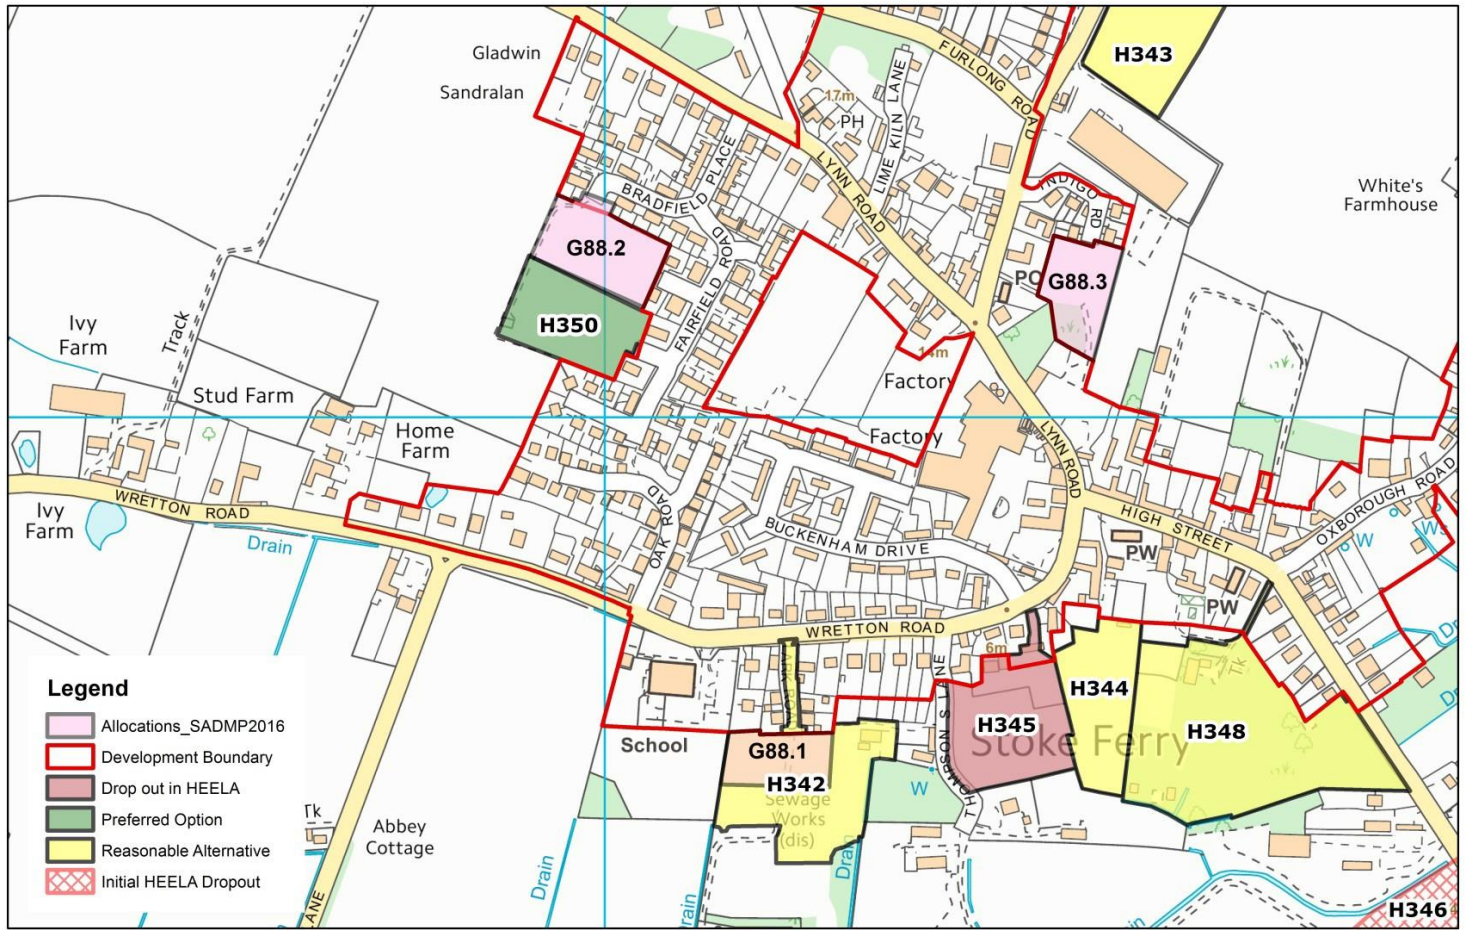 H343
Gladwin
FURLONG ROAD
Sandralan
17m
LIME KILN LANE
PH
LYNN ROAD
BRADFIELD PLACE
INDIGO RD
White's
Farmhouse
G88.2
FAIRFIELD ROAD
PO
G88.3
H350
Ivy
Farm
Track
14m
Factory
Stud Farm
Home
Farm
Factory
LYNN ROAD
WRETTON ROAD
Ivy
Farm
Drain
OAK ROAD
BUCKENHAM DRIVE
HIGH STREET
OXBOROUGH ROAD
PW
W
Ws
PW
WRETTON ROAD
6m
Tk
H344
School
G88.1
H345
H348
Stoke Ferry
THOMPSON'S LANE
H342
Sewage
Works
(dis)
W
Drain
Drain
Abbey
Cottage
Tk
H346
Legend
Allocations_SADMP2016
Development Boundary
Drop out in HEELA
Preferred Option
Reasonable Alternative
Initial HEELA Dropout